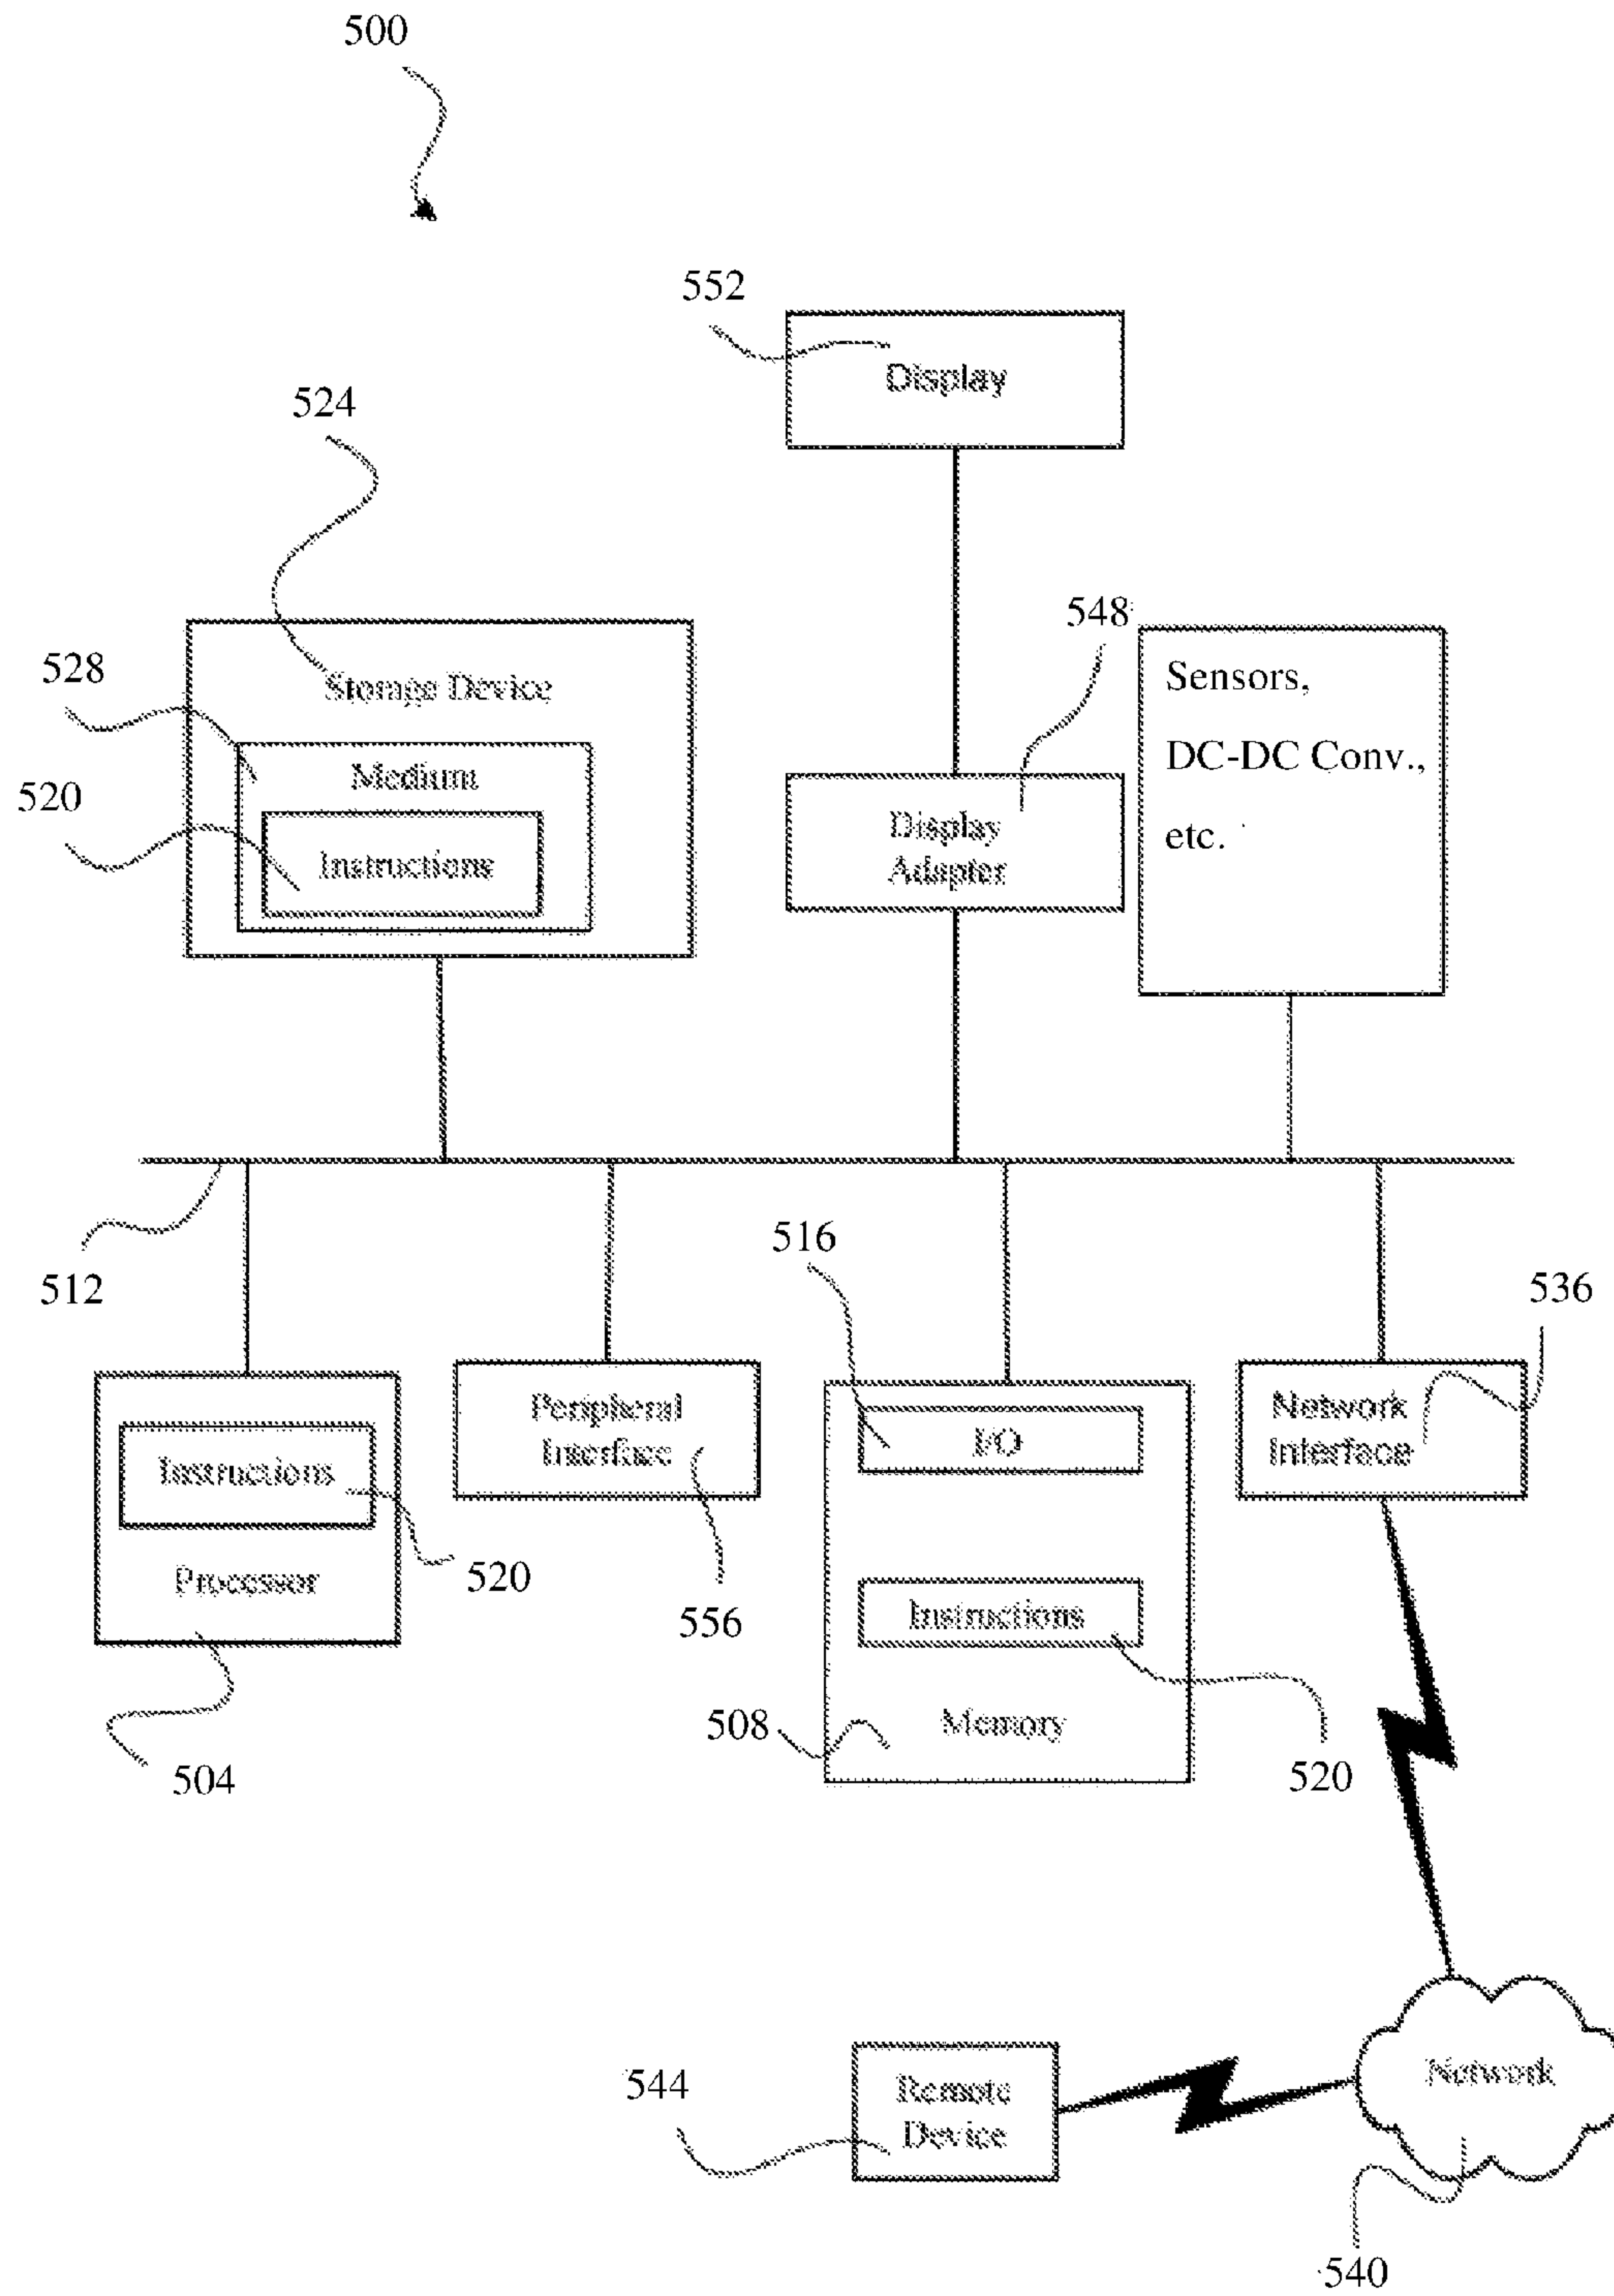 500
552
Display
524
548
Storage Device
528
Medium
520
Instructions
Display
Adapter
Sensors,
DC-DC Conv.,
etc.
512
516
536
Instructions
Processor
520
504
Peripheral
Interface
556
I/O
Instructions
Memory
508
520
Network
Interface
544
Remote
Device
Network
540